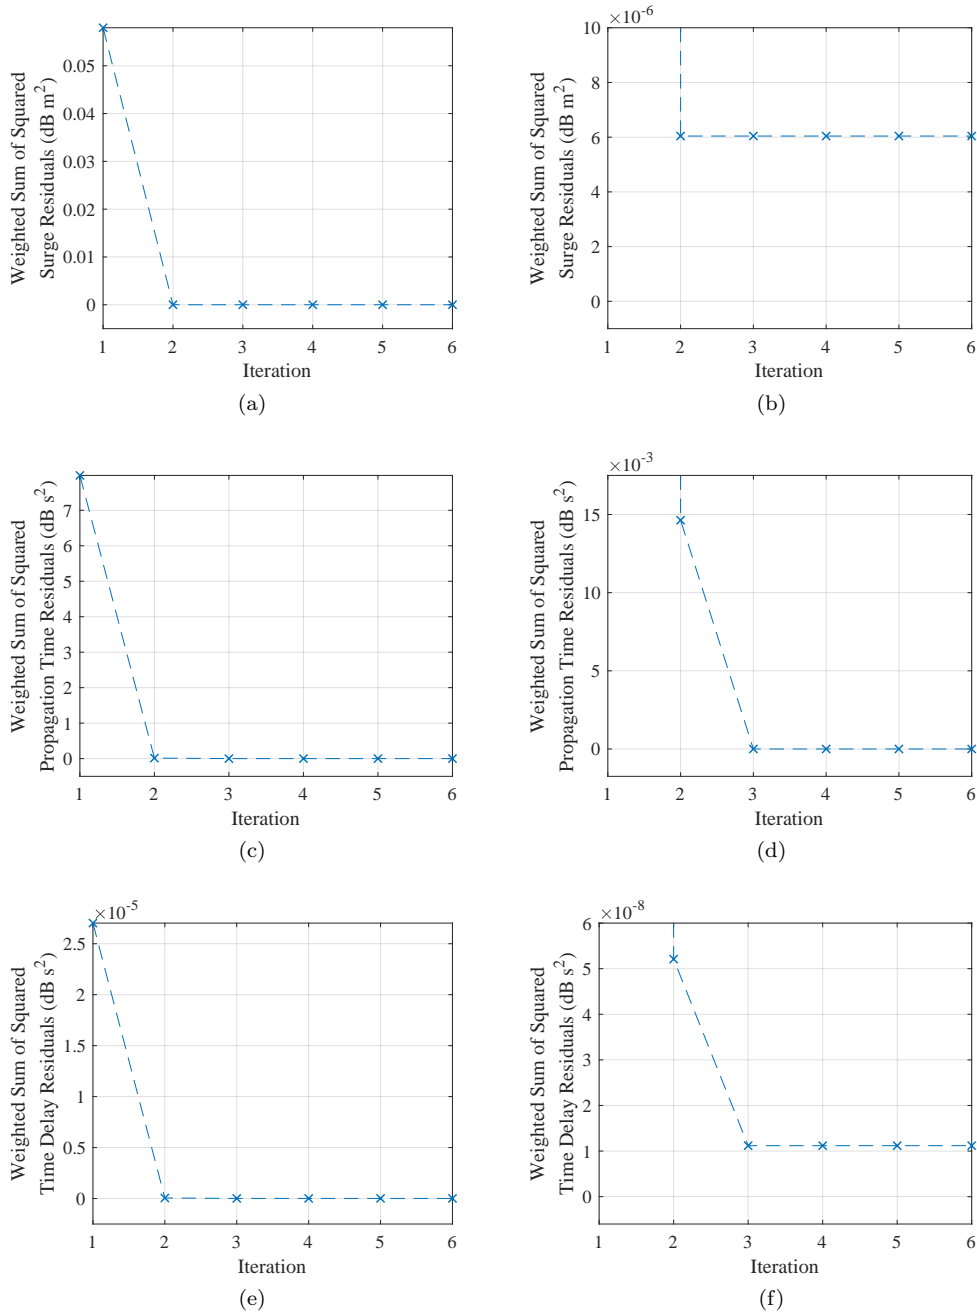 ×10-6
Weighted Sum of Squared
Surge Residuals (dB m2)
0.05
0.04
0.03
0.02
0.01
0
1 2 3 4 5 6
Iteration
(a)
Weighted Sum of Squared
Surge Residuals (dB m2)
10
8
6
4
2
0
1 2 3 4 5 6
Iteration
(b)
Weighted Sum of Squared
Propagation Time Residuals (dB s2)
7
6
5
4
3
2
1
0
1 2 3 4 5 6
Iteration
(c)
×10-3
Weighted Sum of Squared
Propagation Time Residuals (dB s2)
15
10
5
0
1 2 3 4 5 6
Iteration
(d)
×10-5
Weighted Sum of Squared
Time Delay Residuals (dB s2)
2.5
2
1.5
1
0.5
0
1 2 3 4 5 6
Iteration
(e)
×10-8
Weighted Sum of Squared
Time Delay Residuals (dB s2)
6
5
4
3
2
1
0
1 2 3 4 5 6
Iteration
(f)